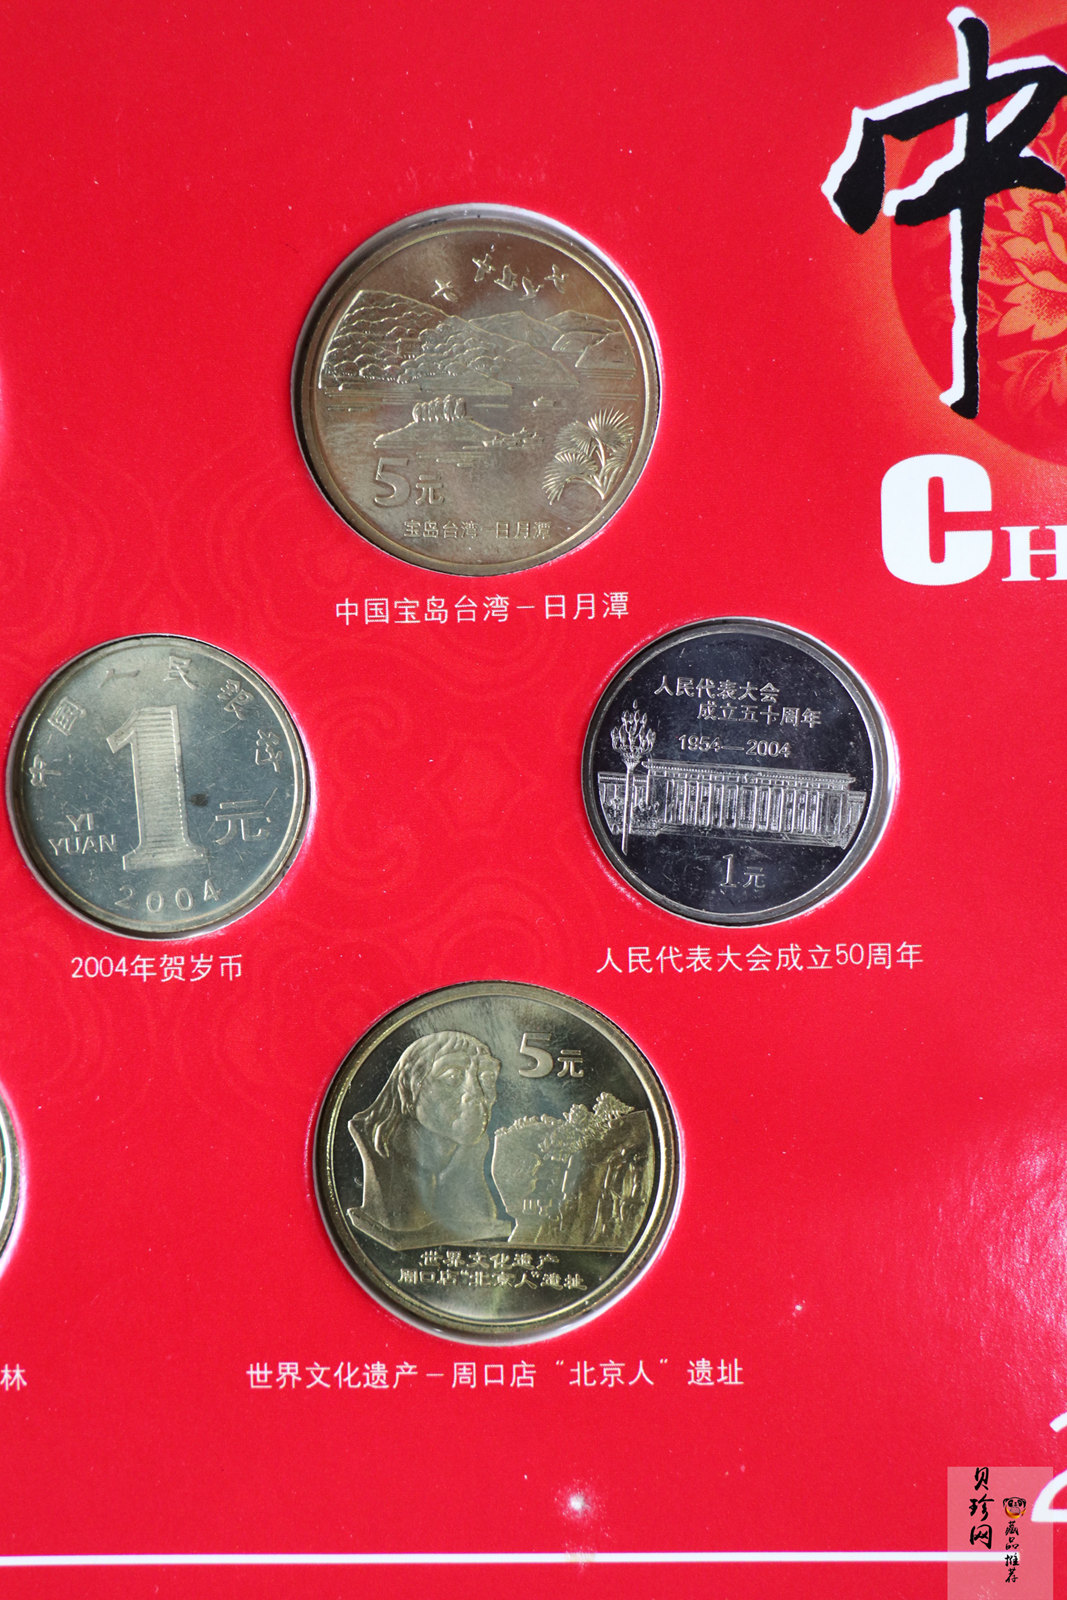 中
CH
5元
宝岛台湾-日月潭
中国宝岛台湾－日月潭
中国人民银行
1元
YI
YUAN
2004
2004年贺岁币
人民代表大会
成立五十周年
1954—2004
1元
人民代表大会成立50周年
5元
世界文化遗产
周口店“北京人”遗址
世界文化遗产－周口店“北京人”遗址
林
2
贝珍网
藏品推荐